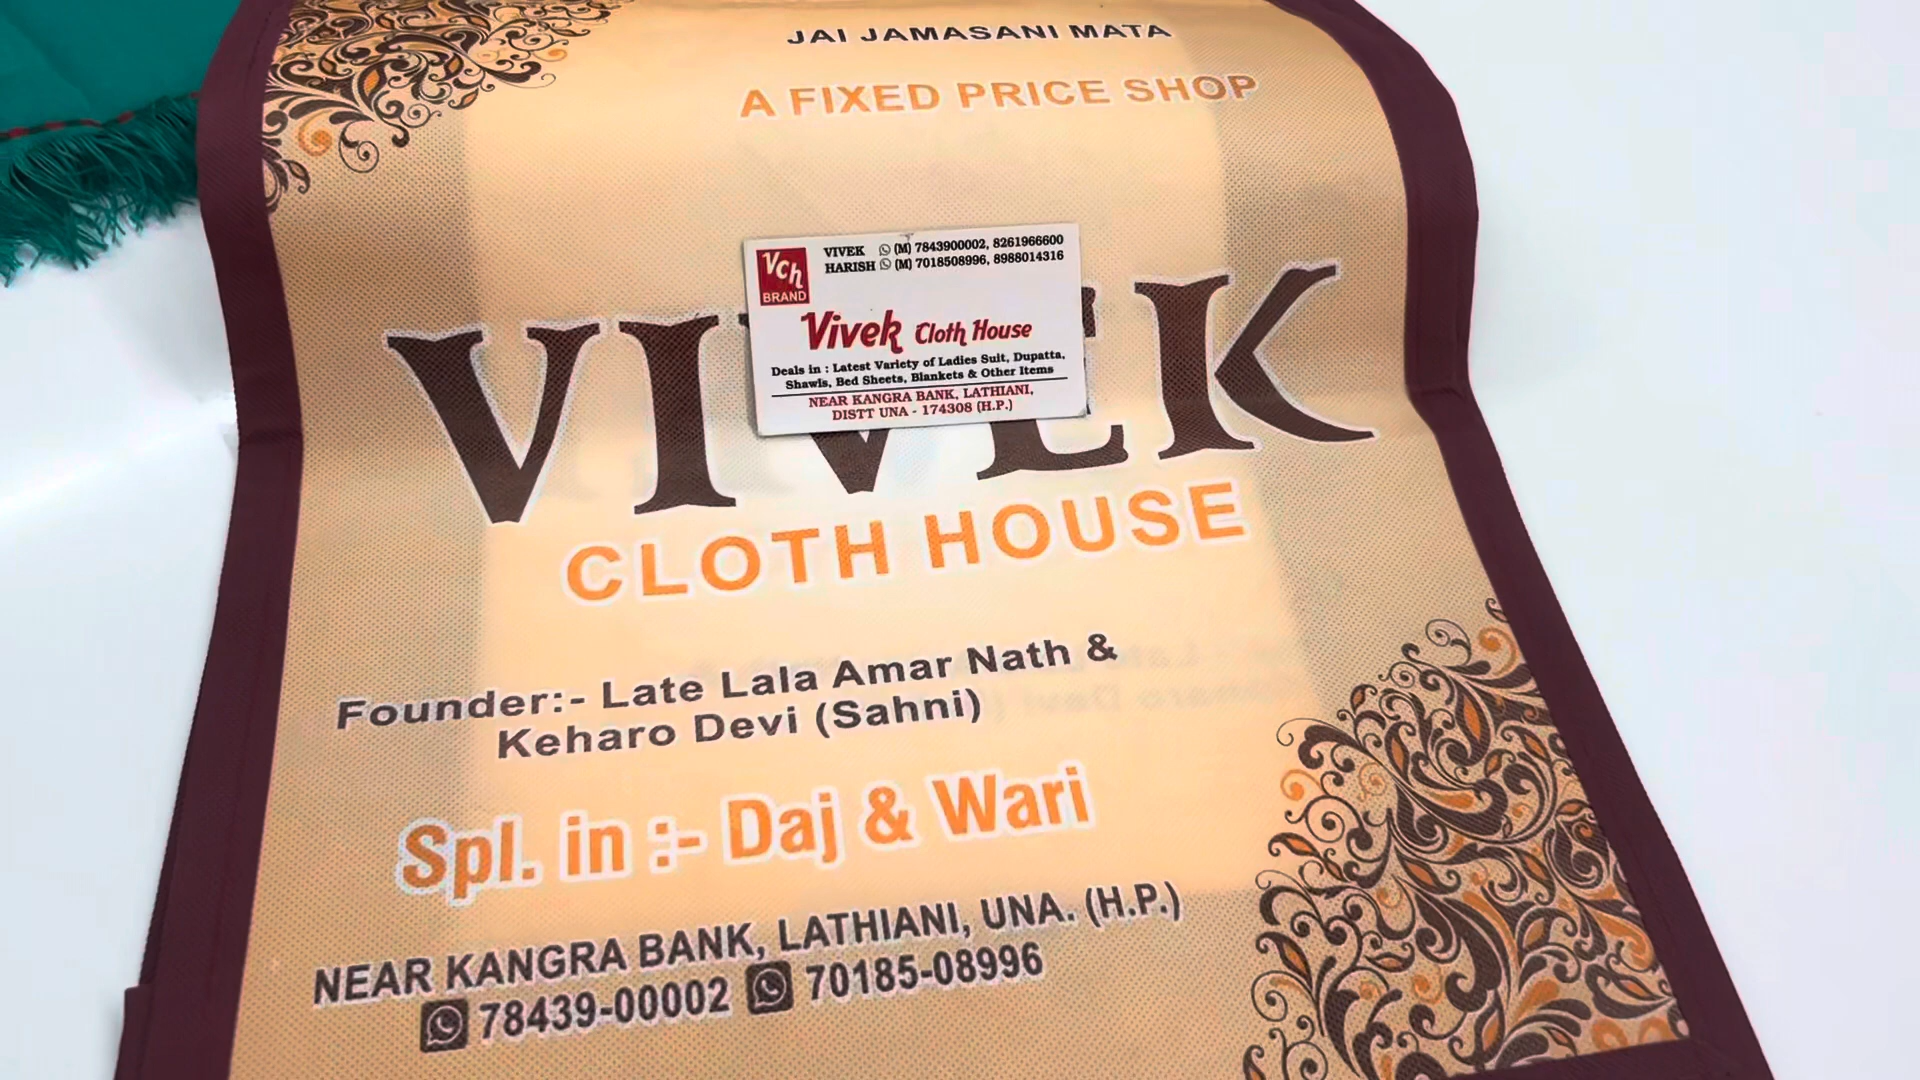 JAI JAMASANI MATA
A FIXED PRICE SHOP
VCh
BRAND
VIVEK (M) 7843900002, 8261966600
HARISH (M) 7018508996, 8988014316
Vivek Cloth House
Deals in : Latest Variety of Ladies Suit, Dupatta,
Shawls, Bed Sheets, Blankets & Other Items
NEAR KANGRA BANK, LATHIANI,
DISTT UNA - 174308 (H.P.)
VIVEK
CLOTH HOUSE
Founder:- Late Lala Amar Nath &
Keharo Devi (Sahni)
Spl. in :- Daj & Wari
NEAR KANGRA BANK, LATHIANI, UNA. (H.P.)
78439-00002 70185-08996